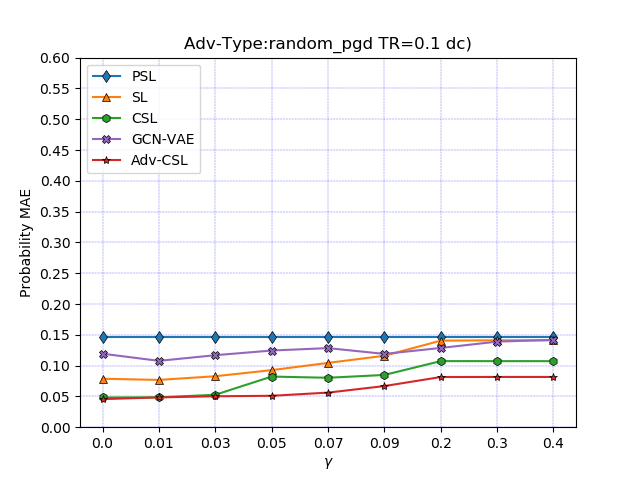 Adv-Type:random_pgd TR=0.1 dc)
PSL
SL
CSL
GCN-VAE
Adv-CSL
Probability MAE
0.60
0.55
0.50
0.45
0.40
0.35
0.30
0.25
0.20
0.15
0.10
0.05
0.00
0.0 0.01 0.03 0.05 0.07 0.09 0.2 0.3 0.4
γ